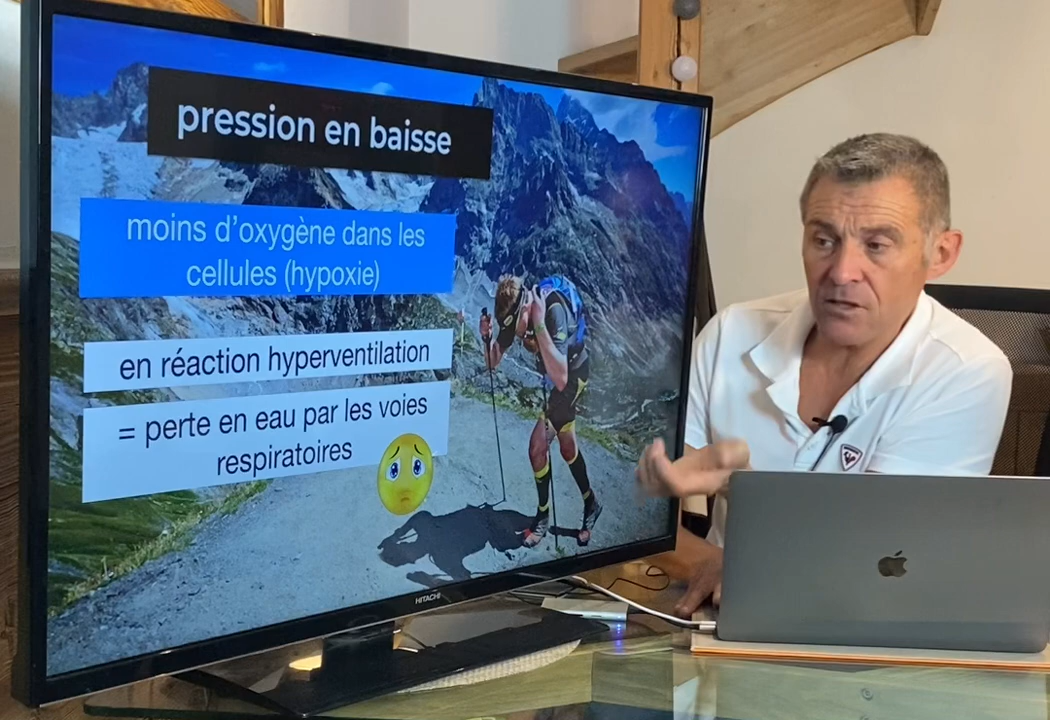 pression en baisse
moins d'oxygène dans les
cellules (hypoxie)
en réaction hyperventilation
= perte en eau par les voies
respiratoires
HITACHI